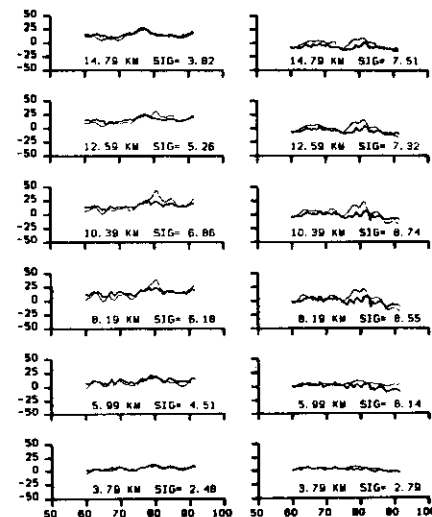 50
25
0
-25
-50
14.79 KM SIG= 3.82
14.79 KM SIG= 7.51
50
25
0
-25
-50
12.59 KM SIG= 5.26
12.59 KM SIG= 7.32
50
25
0
-25
-50
10.39 KM SIG= 6.86
10.39 KM SIG= 8.74
50
25
0
-25
-50
8.19 KM SIG= 6.18
8.19 KM SIG= 8.55
50
25
0
-25
-50
5.99 KM SIG= 4.51
5.99 KM SIG= 6.14
50
25
0
-25
-50
3.79 KM SIG= 2.48
3.79 KM SIG= 2.79
50 60 70 80 90 100
50 60 70 80 90 100